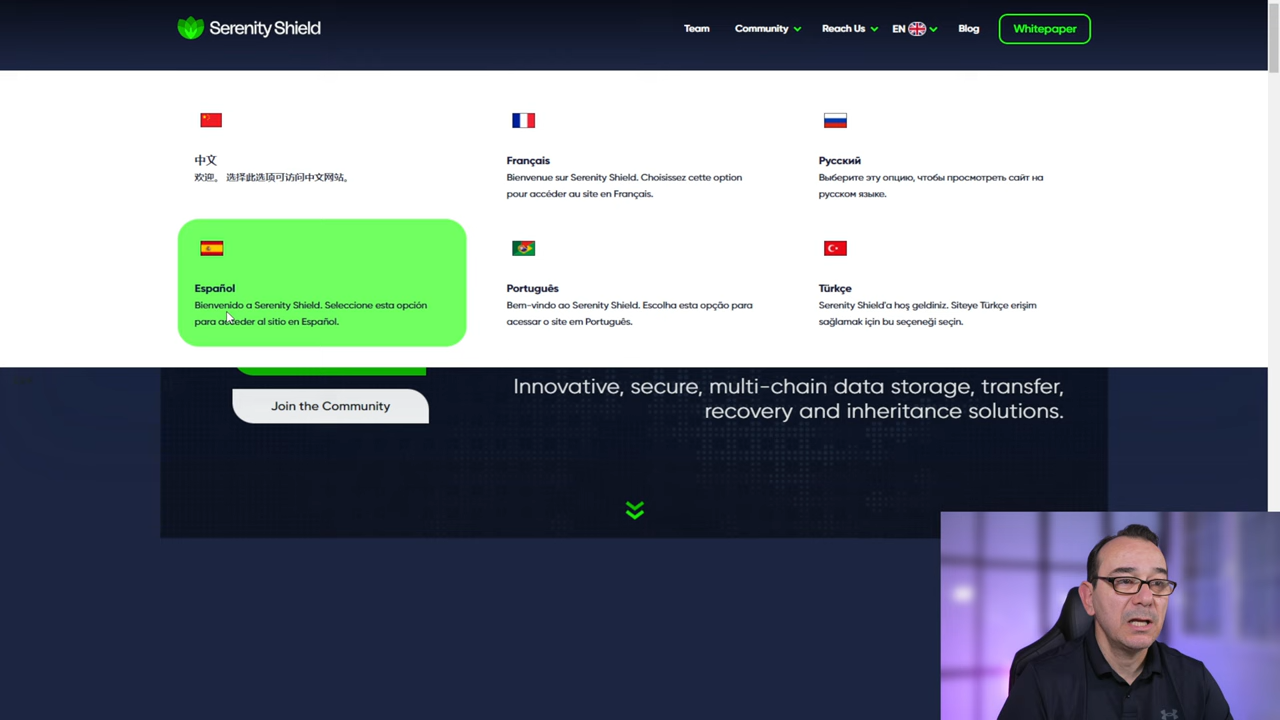 Serenity Shield
Team Community Reach Us EN Blog Whitepaper
中文
欢迎。 选择此选项可访问中文网站。
Français
Bienvenue sur Serenity Shield. Choisissez cette option
pour accéder au site en Français.
Русский
Выберите эту опцию, чтобы просмотреть сайт на
русском языке.
Español
Bienvenido a Serenity Shield. Seleccione esta opción
para acceder al sitio en Español.
Português
Bem-vindo ao Serenity Shield. Escolha esta opção para
acessar o site em Português.
Türkçe
Serenity Shield'a hoş geldiniz. Siteye Türkçe erişim
sağlamak için bu seçeneği seçin.
Join the Community
Innovative, secure, multi-chain data storage, transfer,
recovery and inheritance solutions.